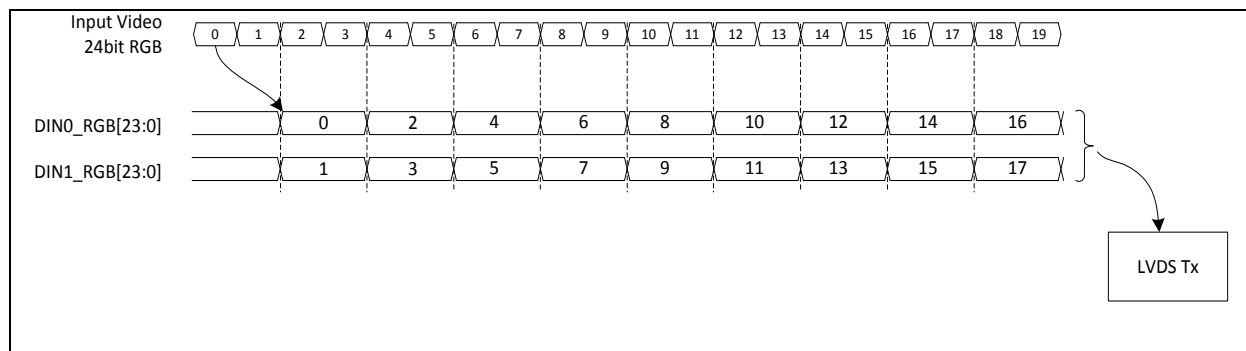 Input Video
24bit RGB
0 1 2 3 4 5 6 7 8 9 10 11 12 13 14 15 16 17 18 19
DIN0_RGB[23:0]
0 2 4 6 8 10 12 14 16
DIN1_RGB[23:0]
1 3 5 7 9 11 13 15 17
LVDS Tx